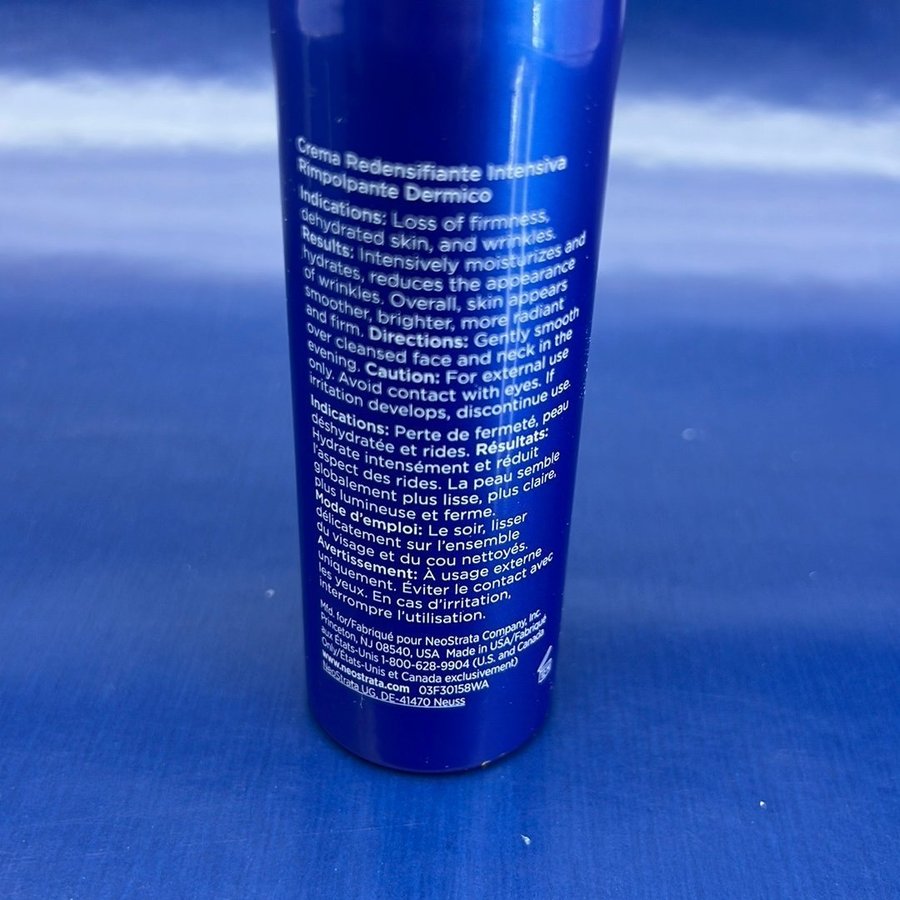 Crema Redensifiante Intensiva
Rimpolpante Dermico
Indications: Loss of firmness,
dehydrated skin, and wrinkles.
Results: Intensively moisturizes and
hydrates, reduces the appearance
of wrinkles. Overall, skin appears
smoother, brighter, more radiant
and firm. Directions: Gently smooth
over cleansed face and neck in the
evening. Caution: For external use
only. Avoid contact with eyes. If
irritation develops, discontinue use.
Indications: Perte de fermeté, peau
déshydratée et rides. Résultats:
Hydrate intensément et réduit
l'aspect des rides. La peau semble
globalement plus lisse, plus claire,
plus lumineuse et ferme.
Mode d'emploi: Le soir, lisser
délicatement sur l'ensemble
du visage et du cou nettoyés.
Avertissement: À usage externe
uniquement. Éviter le contact avec
les yeux. En cas d'irritation,
interrompre l'utilisation.
Mfd. for/Fabriqué pour NeoStrata Company, Inc.
Princeton, NJ 08540, USA Made in USA/Fabriqué
aux États-Unis 1-800-628-9904 (U.S. and Canada
Only/États-Unis et Canada exclusivement)
www.neostrata.com 03F30158WA
NeoStrata UG, DE-41470 Neuss